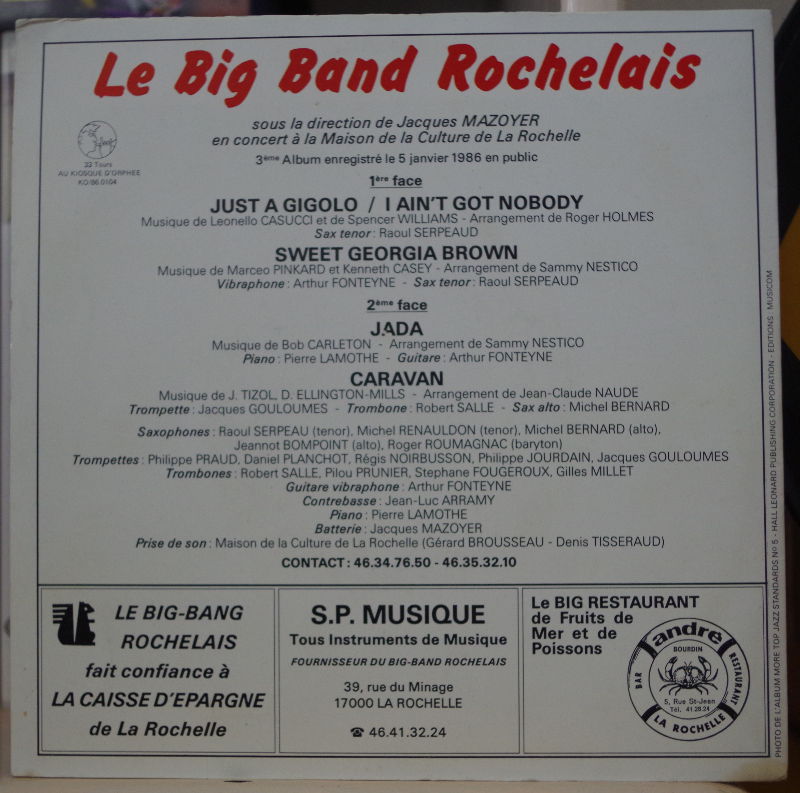 Le Big Band Rochelais
sous la direction de Jacques MAZOYER
en concert à la Maison de la Culture de La Rochelle
3ème Album enregistré le 5 janvier 1986 en public
33 Tours
AU KIOSQUE D'ORPHEE
KO/86 0104
1ère face
JUST A GIGOLO / I AIN'T GOT NOBODY
Musique de Leonello CASUCCI et de Spencer WILLIAMS - Arrangement de Roger HOLMES
Sax tenor : Raoul SERPEAUD
SWEET GEORGIA BROWN
Musique de Marceo PINKARD et Kenneth CASEY - Arrangement de Sammy NESTICO
Vibraphone : Arthur FONTEYNE - Sax tenor : Raoul SERPEAUD
2ème face
JADA
Musique de Bob CARLETON - Arrangement de Sammy NESTICO
Piano : Pierre LAMOTHE - Guitare : Arthur FONTEYNE
CARAVAN
Musique de J. TIZOL, D. ELLINGTON-MILLS - Arrangement de Jean-Claude NAUDE
Trompette : Jacques GOULOUMES - Trombone : Robert SALLE - Sax alto : Michel BERNARD
Saxophones : Raoul SERPEAU (tenor), Michel RENAULDON (tenor), Michel BERNARD (alto),
Jeannot BOMPOINT (alto), Roger ROUMAGNAC (baryton)
Trompettes : Philippe PRAUD, Daniel PLANCHOT, Régis NOIRBUSSON, Philippe JOURDAIN, Jacques GOULOUMES
Trombones : Robert SALLE, Pilou PRUNIER, Stephane FOUGEROUX, Gilles MILLET
Guitare vibraphone : Arthur FONTEYNE
Contrebasse : Jean-Luc ARRAMY
Piano : Pierre LAMOTHE
Batterie : Jacques MAZOYER
Prise de son : Maison de la Culture de La Rochelle (Gérard BROUSSEAU - Denis TISSERAUD)
CONTACT : 46.34.76.50 - 46.35.32.10
PHOTO DE L'ALBUM MORE TOP JAZZ STANDARDS No 5 - HALL LEONARD PUBLISHING CORPORATION - EDITIONS : MUSICOM
LE BIG-BANG
ROCHELAIS
fait confiance à
LA CAISSE D'EPARGNE
de La Rochelle
S.P. MUSIQUE
Tous Instruments de Musique
FOURNISSEUR DU BIG-BAND ROCHELAIS
39, rue du Minage
17000 LA ROCHELLE
☎ 46.41.32.24
Le BIG RESTAURANT
de Fruits de
Mer et de
Poissons
andré
BOURDIN
BAR
RESTAURANT
5, Rue St-Jean
Tél. 41.28.24
LA ROCHELLE